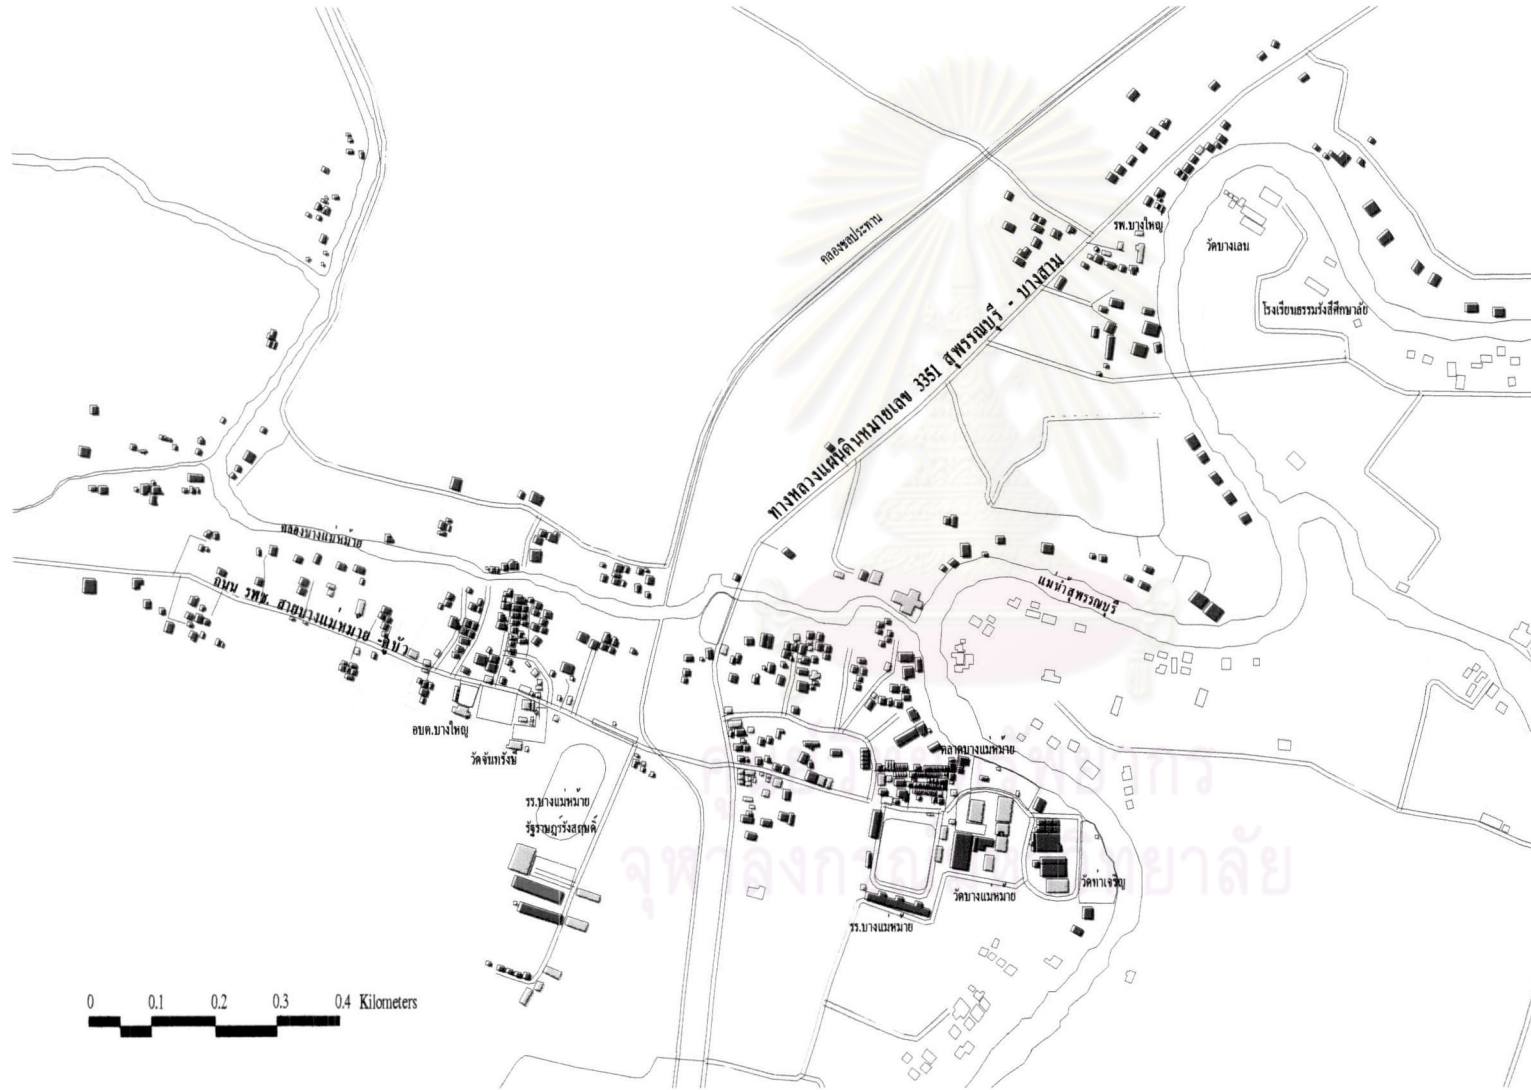 คลองชลประทาน
รพ.บางใหญ่
วัดบางเลน
ทางหลวงแผ่นดินหมายเลข 3351 สุพรรณบุรี - บางสาม
โรงเรียนธรรมรังสีศึกษาลัย
คลองบางแม่หม้าย
ถนน รพช. สายบางแม่หม้าย
แม่น้ำสุพรรณบุรี
อบต.บางใหญ่
วัดจันทร์
ตลาดบางแม่หม้าย
ศูนย์วิทยทรัพยากร
รร.บางแม่หม้าย
รัฐราษฎร์รังสฤษดิ์
จุฬาลงกรณ์มหาวิทยาลัย
วัดท่าเจริญ
วัดบางแม่หม้าย
รร.บางแม่หม้าย
0 0.1 0.2 0.3 0.4 Kilometers